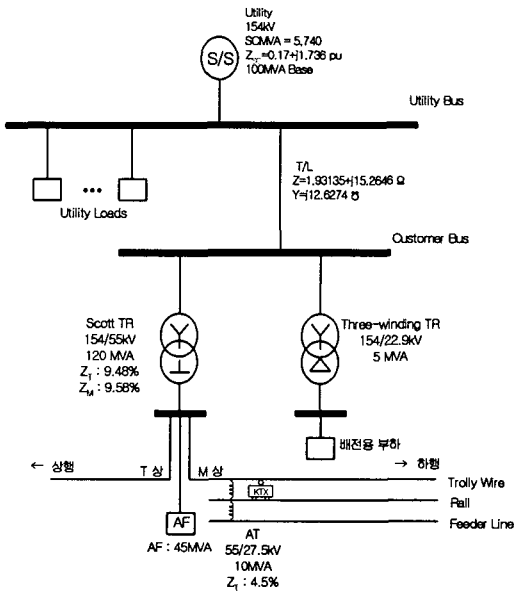 Utility
154kV
SCMVA = 5,740
Z_T=0.17+j1.736 pu
100MVA Base
S/S
Utility Bus
T/L
Z=1.93135+j15.2646 Ω
Y=j12.6274 ℧
Utility Loads
Customer Bus
Scott TR
154/55kV
120 MVA
Z_T : 9.48%
Z_M : 9.58%
Three-winding TR
154/22.9kV
5 MVA
배전용 부하
← 상행
T 상
M 상
→ 하행
KTX
Trolly Wire
Rail
Feeder Line
AF
AF : 45MVA
AT
55/27.5kV
10MVA
Z_T : 4.5%